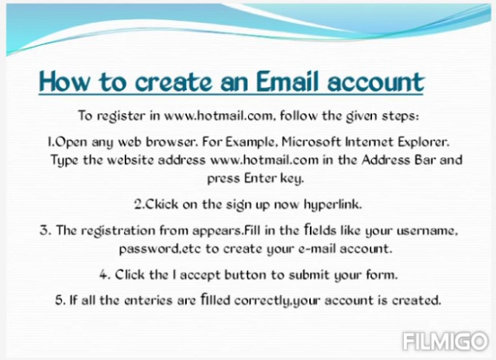 How to create an Email account
To register in www.hotmail.com, follow the given steps:
1.Open any web browser. For Example, Microsoft Internet Explorer.
Type the website address www.hotmail.com in the Address Bar and
press Enter key.
2.Ckick on the sign up now hyperlink.
3. The registration from appears.Fill in the fields like your username,
password,etc to create your e-mail account.
4. Click the I accept button to submit your form.
5. If all the enteries are filled correctly,your account is created.
FILMIGO